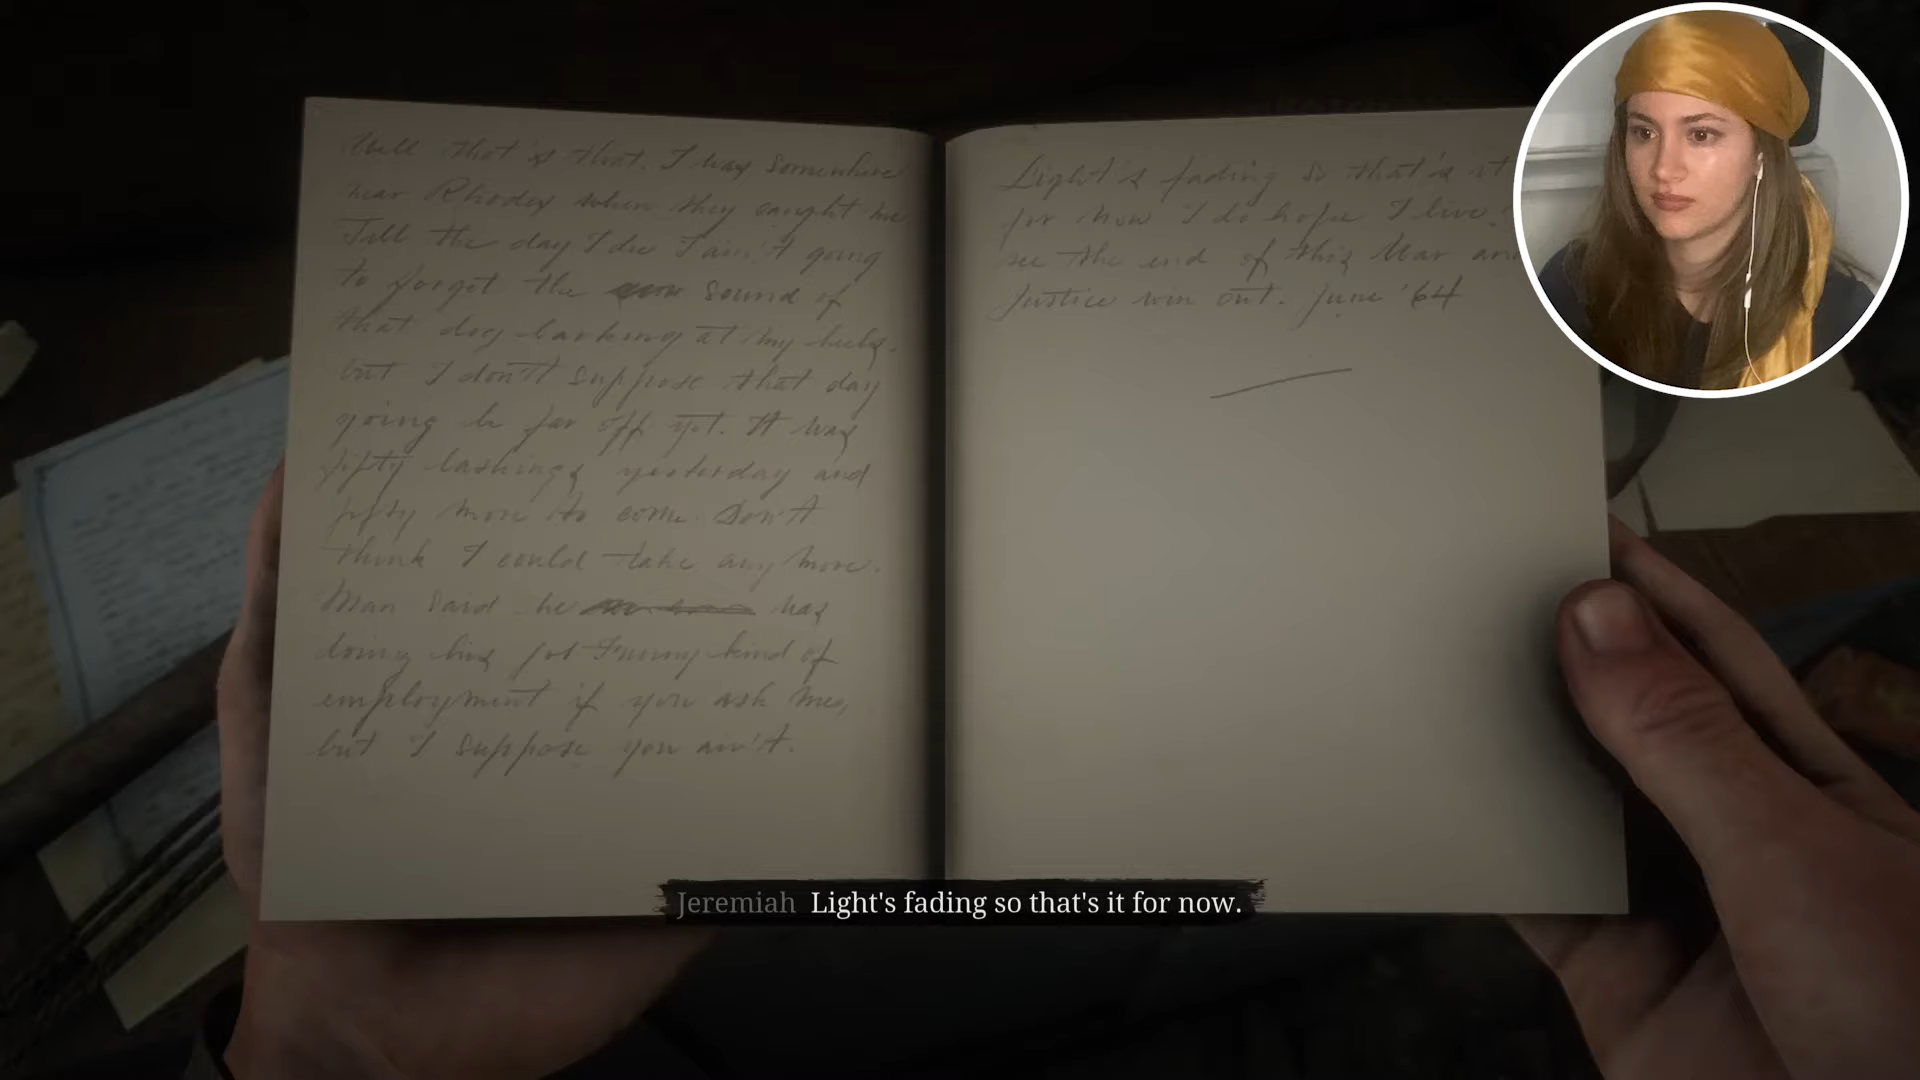 Well that is that. I was somewhere
near Rhodes when they caught me
Till the day I die I ain't going
to forget the sound of
that dog barking at my heels.
but I don't suppose that day
going be far off yet. It was
fifty lashings yesterday and
fifty more to come. Don't
think I could take any more.
Man said he was
doing his job Funny kind of
employment if you ask me,
but I suppose you ain't.
Light's fading so that's it
for now I do hope I live
see the end of this War and
Justice win out. June '64
Jeremiah Light's fading so that's it for now.